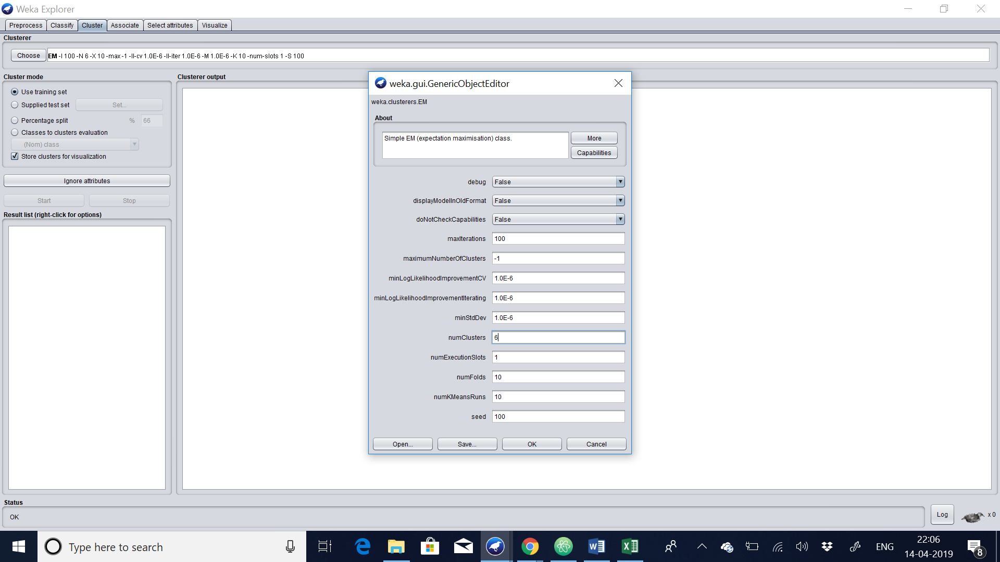 Weka Explorer
Preprocess Classify Cluster Associate Select attributes Visualize
Clusterer
Choose EM -I 100 -N 6 -X 10 -max -1 -ll-cv 1.0E-6 -ll-iter 1.0E-6 -M 1.0E-6 -K 10 -num-slots 1 -S 100
Cluster mode
Use training set
Supplied test set Set...
Percentage split % 66
Classes to clusters evaluation
(Nom) class
Store clusters for visualization
Ignore attributes
Start Stop
Result list (right-click for options)
Clusterer output
weka.gui.GenericObjectEditor
weka.clusterers.EM
About
Simple EM (expectation maximisation) class.
More
Capabilities
debug False
displayModelInOldFormat False
doNotCheckCapabilities False
maxIterations 100
maximumNumberOfClusters -1
minLogLikelihoodImprovementCV 1.0E-6
minLogLikelihoodImprovementIterating 1.0E-6
minStdDev 1.0E-6
numClusters 6
numExecutionSlots 1
numFolds 10
numKMeansRuns 10
seed 100
Open... Save... OK Cancel
Status
OK
Log x 0
Type here to search
ENG
22:06
14-04-2019
8